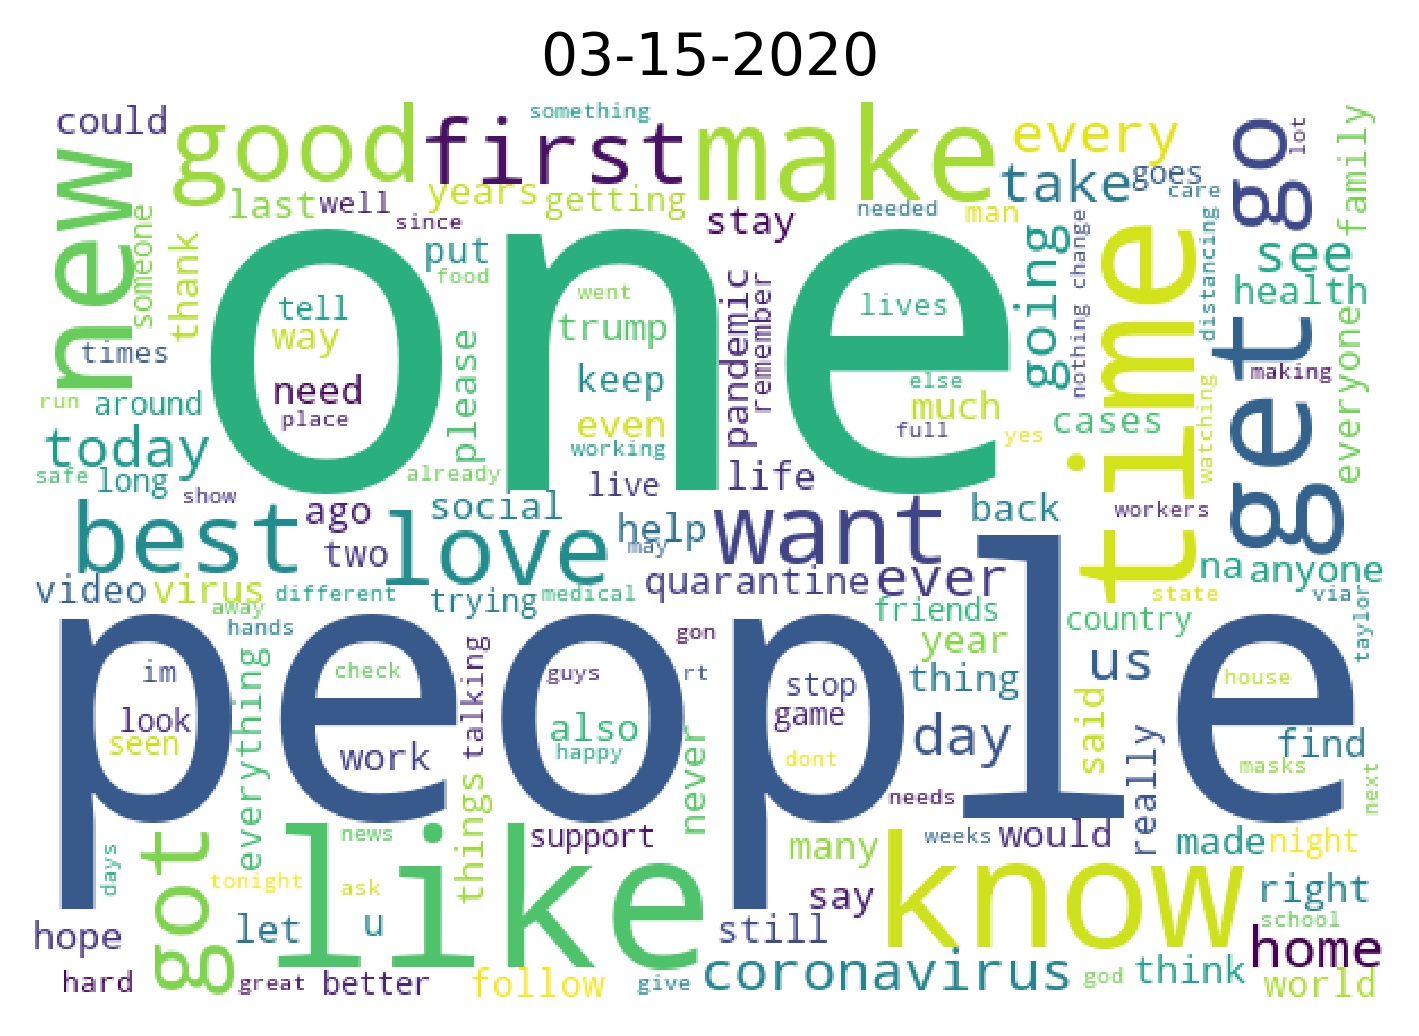 03-15-2020
could
good
first
something
make
every
go
lot
family
new
someone
thank
last
well
years
since
getting
stay
needed
man
take
goes
care
put
food
one
going
change
nothing
time
distancing
see
health
everyone
get
making
tell
way
need
place
please
went
trump
keep
even
working
pandemic
remember
lives
else
much
full
yes
cases
watching
times
run
around
today
safe
long
show
already
live
life
best
ago
two
love
social
help
may
want
back
workers
na
anyone
video
virus
away
hands
different
trying
medical
quarantine
ever
friends
year
country
state
via
taylor
people
im
look
seen
everything
check
work
talking
things
gon
guys
rt
also
happy
never
stop
game
dont
thing
day
us
said
really
house
find
masks
next
needs
days
got
like
news
support
many
weeks
would
made
night
tonight
ask
say
know
right
school
hope
let
u
still
home
hard
great
better
follow
give
coronavirus
god
think
world